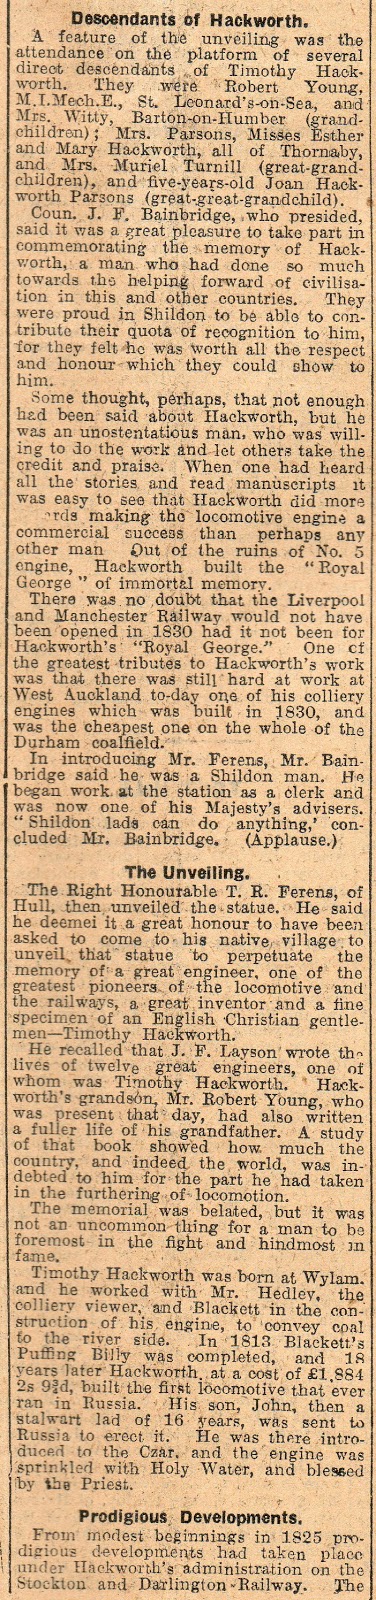 Descendants of Hackworth.
A feature of the unveiling was the
attendance on the platform of several
direct descendants of Timothy Hack-
worth. They were Robert Young,
M.I.Mech.E., St. Leonard's-on-Sea, and
Mrs. Witty, Barton-on-Humber (grand-
children); Mrs. Parsons, Misses Esther
and Mary Hackworth, all of Thornaby,
and Mrs. Muriel Turnill (great-grand-
children), and five-years-old Joan Hack-
worth Parsons (great-great-grandchild).
Coun. J. F. Bainbridge, who presided,
said it was a great pleasure to take part in
commemorating the memory of Hack-
worth, a man who had done so much
towards the helping forward of civilisa-
tion in this and other countries. They
were proud in Shildon to be able to con-
tribute their quota of recognition to him,
for they felt he was worth all the respect
and honour which they could show to
him.
Some thought, perhaps, that not enough
had been said about Hackworth, but he
was an unostentatious man, who was will-
ing to do the work and let others take the
credit and praise. When one had heard
all the stories and read manuscripts it
was easy to see that Hackworth did more
rds making the locomotive engine a
commercial success than perhaps any
other man Out of the ruins of No. 5
engine, Hackworth built the "Royal
George" of immortal memory.
There was no doubt that the Liverpool
and Manchester Railway would not have
been opened in 1830 had it not been for
Hackworth's "Royal George." One of
the greatest tributes to Hackworth's work
was that there was still hard at work at
West Auckland to-day one of his colliery
engines which was built in 1830, and
was the cheapest one on the whole of the
Durham coalfield.
In introducing Mr. Ferens, Mr. Bain-
bridge said he was a Shildon man. He
began work at the station as a clerk and
was now one of his Majesty's advisers.
"Shildon lads can do anything,' con-
cluded Mr. Bainbridge. (Applause.)
The Unveiling.
The Right Honourable T. R. Ferens, of
Hull, then unveiled the statue. He said
he deemei it a great honour to have been
asked to come to his native village to
unveil that statue to perpetuate the
memory of a great engineer, one of the
greatest pioneers of the locomotive and
the railways, a great inventor and a fine
specimen of an English Christian gentle-
men—Timothy Hackworth.
He recalled that J. F. Layson wrote the
lives of twelve great engineers, one of
whom was Timothy Hackworth. Hack-
worth's grandson, Mr. Robert Young, who
was present that day, had also written
a fuller life of his grandfather. A study
of that book showed how much the
country, and indeed the world, was in-
debted to him for the part he had taken
in the furthering of locomotion.
The memorial was belated, but it was
not an uncommon thing for a man to be
foremost in the fight and hindmost in
fame.
Timothy Hackworth was born at Wylam,
and he worked with Mr. Hedley, the
colliery viewer, and Blackett in the con-
struction of his engine, to convey coal
to the river side. In 1813 Blackett's
Puffing Billy was completed, and 18
years later Hackworth, at a cost of £1,884
2s 9¾d, built the first locomotive that ever
ran in Russia. His son, John, then a
stalwart lad of 16 years, was sent to
Russia to erect it. He was there intro-
duced to the Czar, and the engine was
sprinkled with Holy Water, and blessed
by the Priest.
Prodigious Developments.
From modest beginnings in 1825 pro-
digious developments had taken place
under Hackworth's administration on the
Stockton and Darlington Railway. The